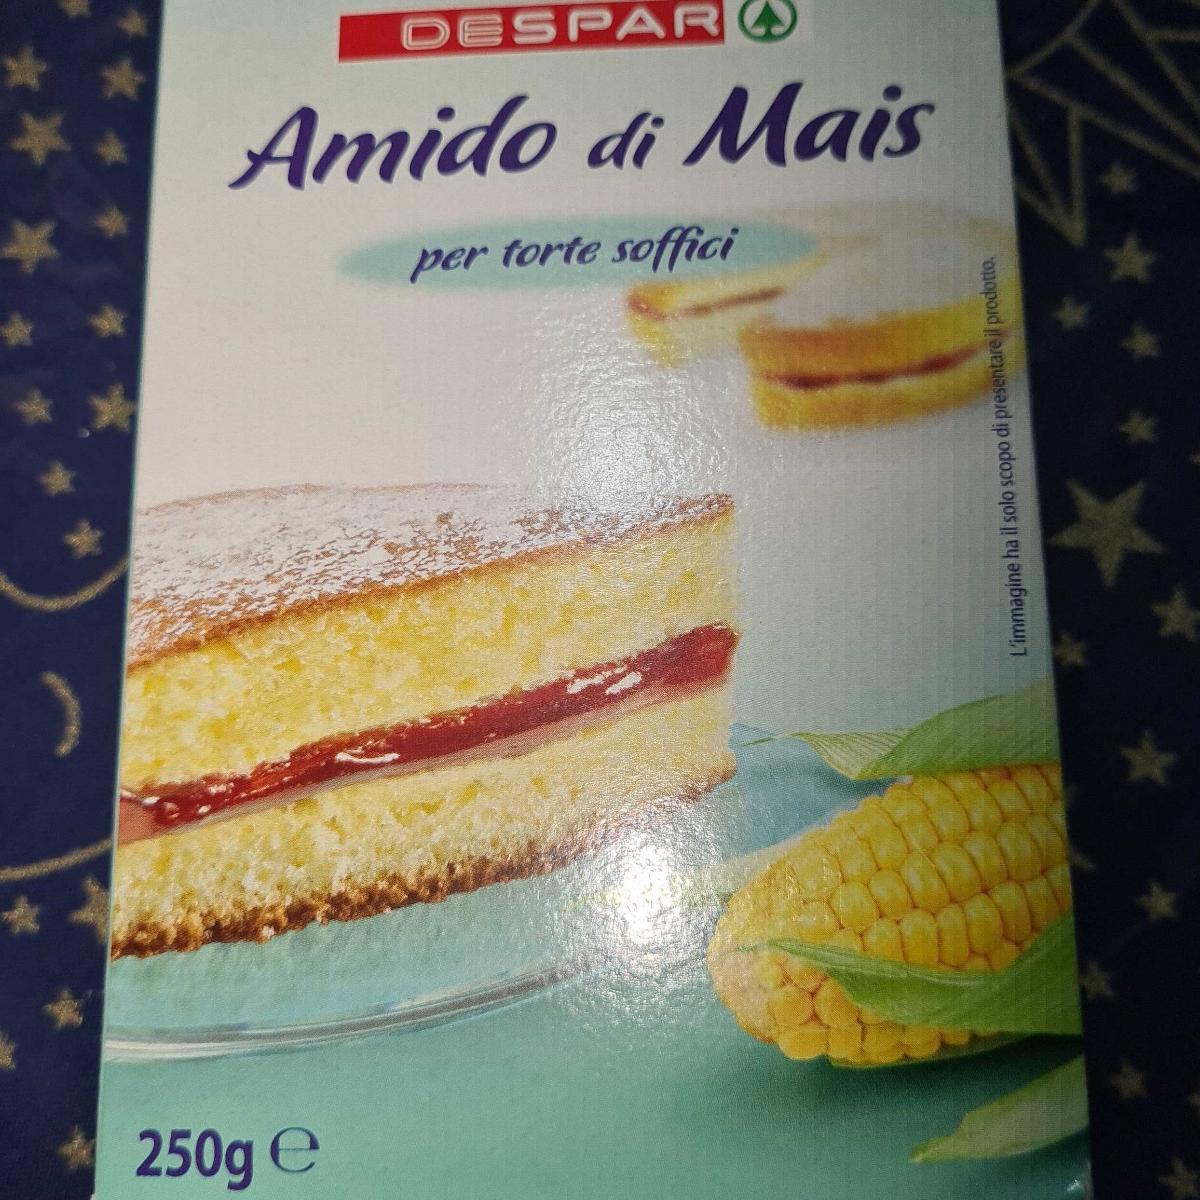 DESPAR
Amido di Mais
per torte soffici
L'immagine ha il solo scopo di presentare il prodotto.
250g ℮